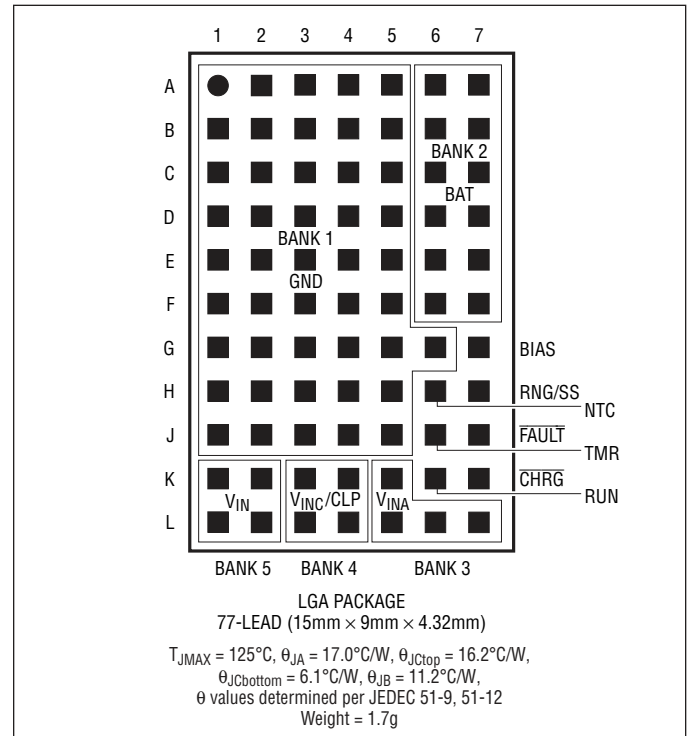 1 2 3 4 5 6 7
A
B
BANK 2
C
BAT
D
BANK 1
E
GND
F
G BIAS
H RNG/SS
NTC
J F̅A̅U̅L̅T̅
TMR
K C̅H̅R̅G̅
VIN VINC/CLP VINA RUN
L
BANK 5 BANK 4 BANK 3
LGA PACKAGE
77-LEAD (15mm × 9mm × 4.32mm)
TJMAX = 125°C, θJA = 17.0°C/W, θJCtop = 16.2°C/W,
θJCbottom = 6.1°C/W, θJB = 11.2°C/W,
θ values determined per JEDEC 51-9, 51-12
Weight = 1.7g